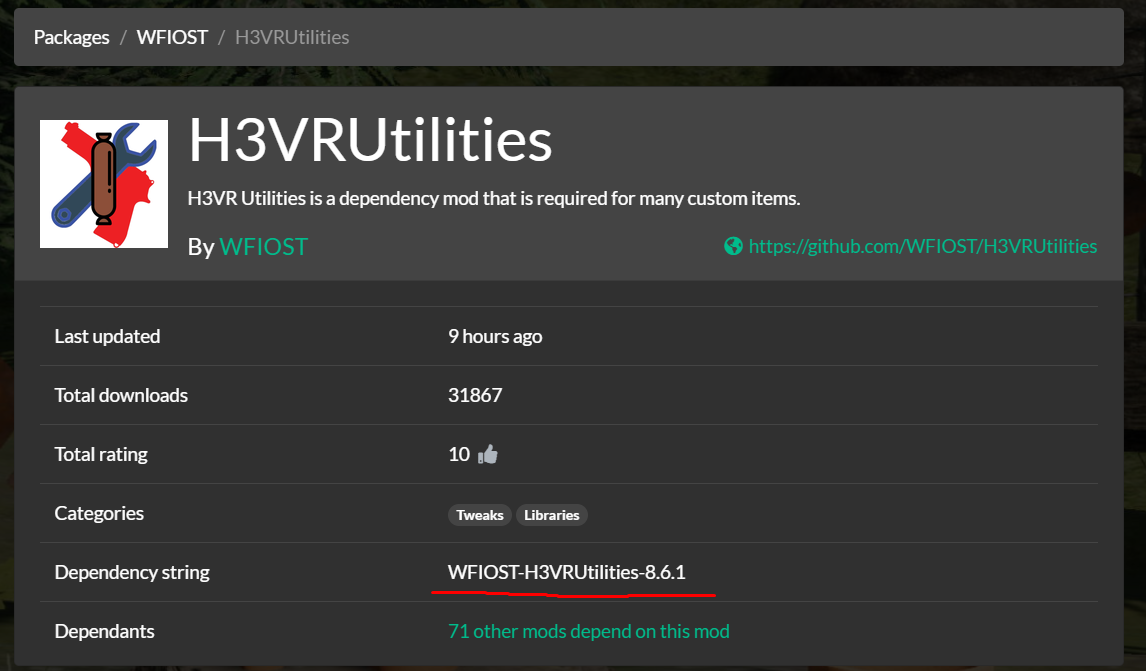 Packages / WFIOST / H3VRUtilities
H3VRUtilities
H3VR Utilities is a dependency mod that is required for many custom items.
By WFIOST https://github.com/WFIOST/H3VRUtilities
Last updated 9 hours ago
Total downloads 31867
Total rating 10
Categories Tweaks Libraries
Dependency string WFIOST-H3VRUtilities-8.6.1
Dependants 71 other mods depend on this mod